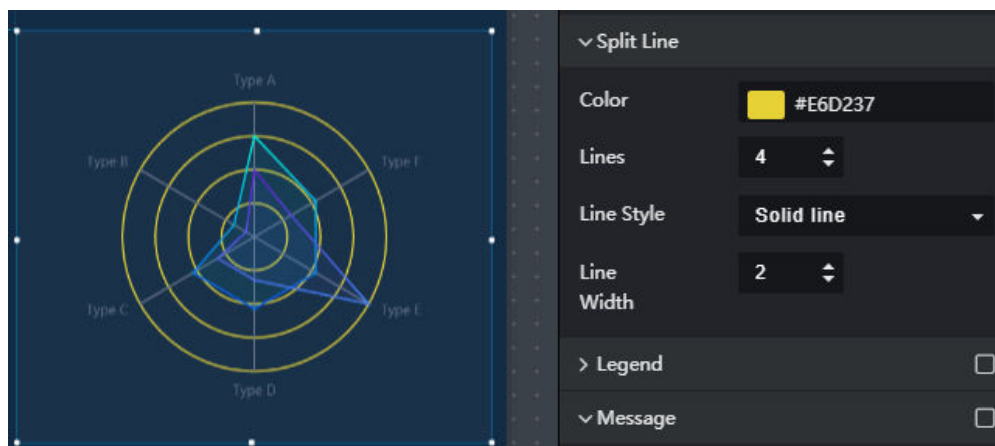 Type A
Type B
Type F
Type C
Type E
Type D
Split Line
Color
#E6D237
Lines
4
Line Style
Solid line
Line
Width
2
Legend
Message